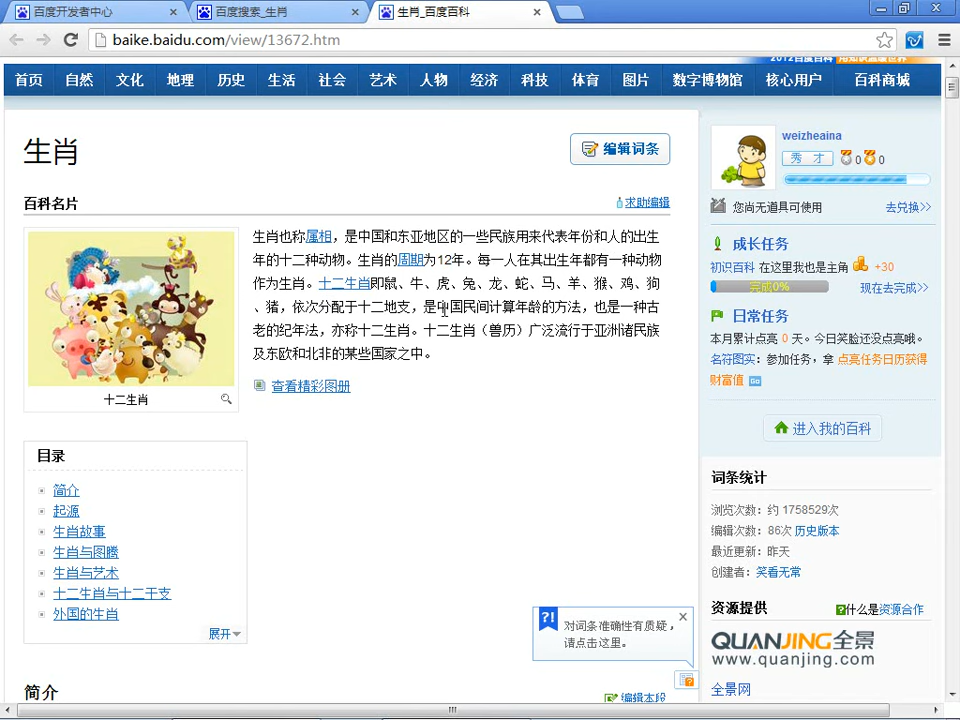 百度开发者中心
百度搜索_生肖
生肖_百度百科
baike.baidu.com/view/13672.htm
首页 自然 文化 地理 历史 生活 社会 艺术 人物 经济 科技 体育 图片 数字博物馆 核心用户 百科商城
生肖
编辑词条
百科名片
求助编辑
生肖也称属相，是中国和东亚地区的一些民族用来代表年份和人的出生
年的十二种动物。生肖的周期为12年。每一人在其出生年都有一种动物
作为生肖。十二生肖即鼠、牛、虎、兔、龙、蛇、马、羊、猴、鸡、狗
、猪，依次分配于十二地支，是中国民间计算年龄的方法，也是一种古
老的纪年法，亦称十二生肖。十二生肖（兽历）广泛流行于亚洲诸民族
及东欧和北非的某些国家之中。
查看精彩图册
十二生肖
目录
简介
起源
生肖故事
生肖与图腾
生肖与艺术
十二生肖与十二干支
外国的生肖
展开
对词条准确性有质疑，
请点击这里。
简介
编辑本段
weizheaina
秀 才
0 0
您尚无道具可使用
去兑换>>
成长任务
初识百科 在这里我也是主角 +30
完成0%
现在去完成>>
日常任务
本月累计点亮 0 天。今日笑脸还没点亮哦。
名符图实：参加任务，拿 点亮任务日历获得
财富值 Go
进入我的百科
词条统计
浏览次数：约 1758529次
编辑次数：86次 历史版本
最近更新：昨天
创建者：笑看无常
资源提供
什么是资源合作
QUANJING全景
www.quanjing.com
全景网